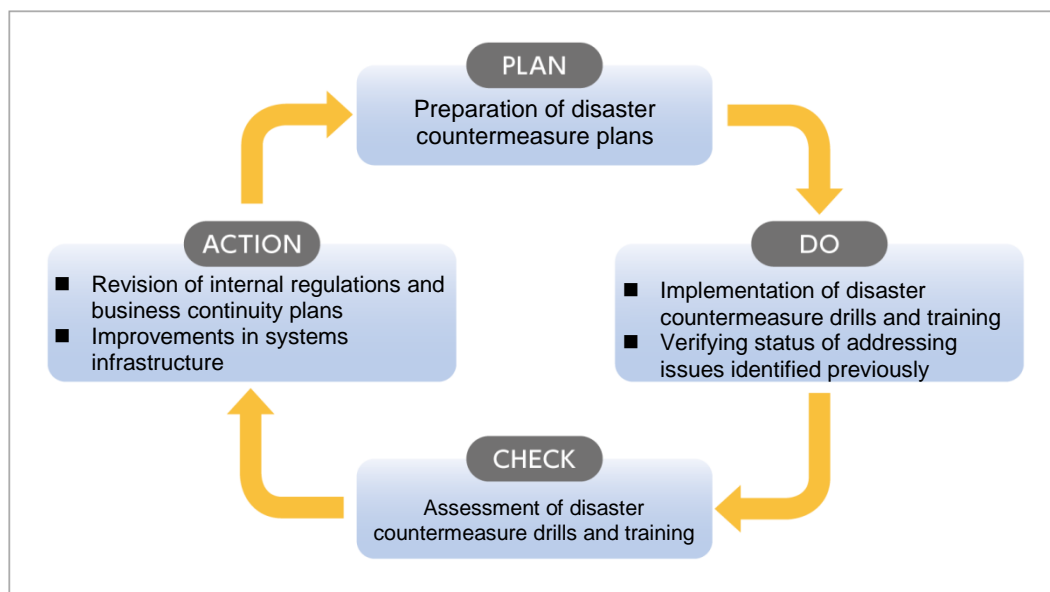 PLAN
Preparation of disaster
countermeasure plans
DO
■ Implementation of disaster
countermeasure drills and training
■ Verifying status of addressing
issues identified previously
CHECK
Assessment of disaster
countermeasure drills and training
ACTION
■ Revision of internal regulations and
business continuity plans
■ Improvements in systems
infrastructure